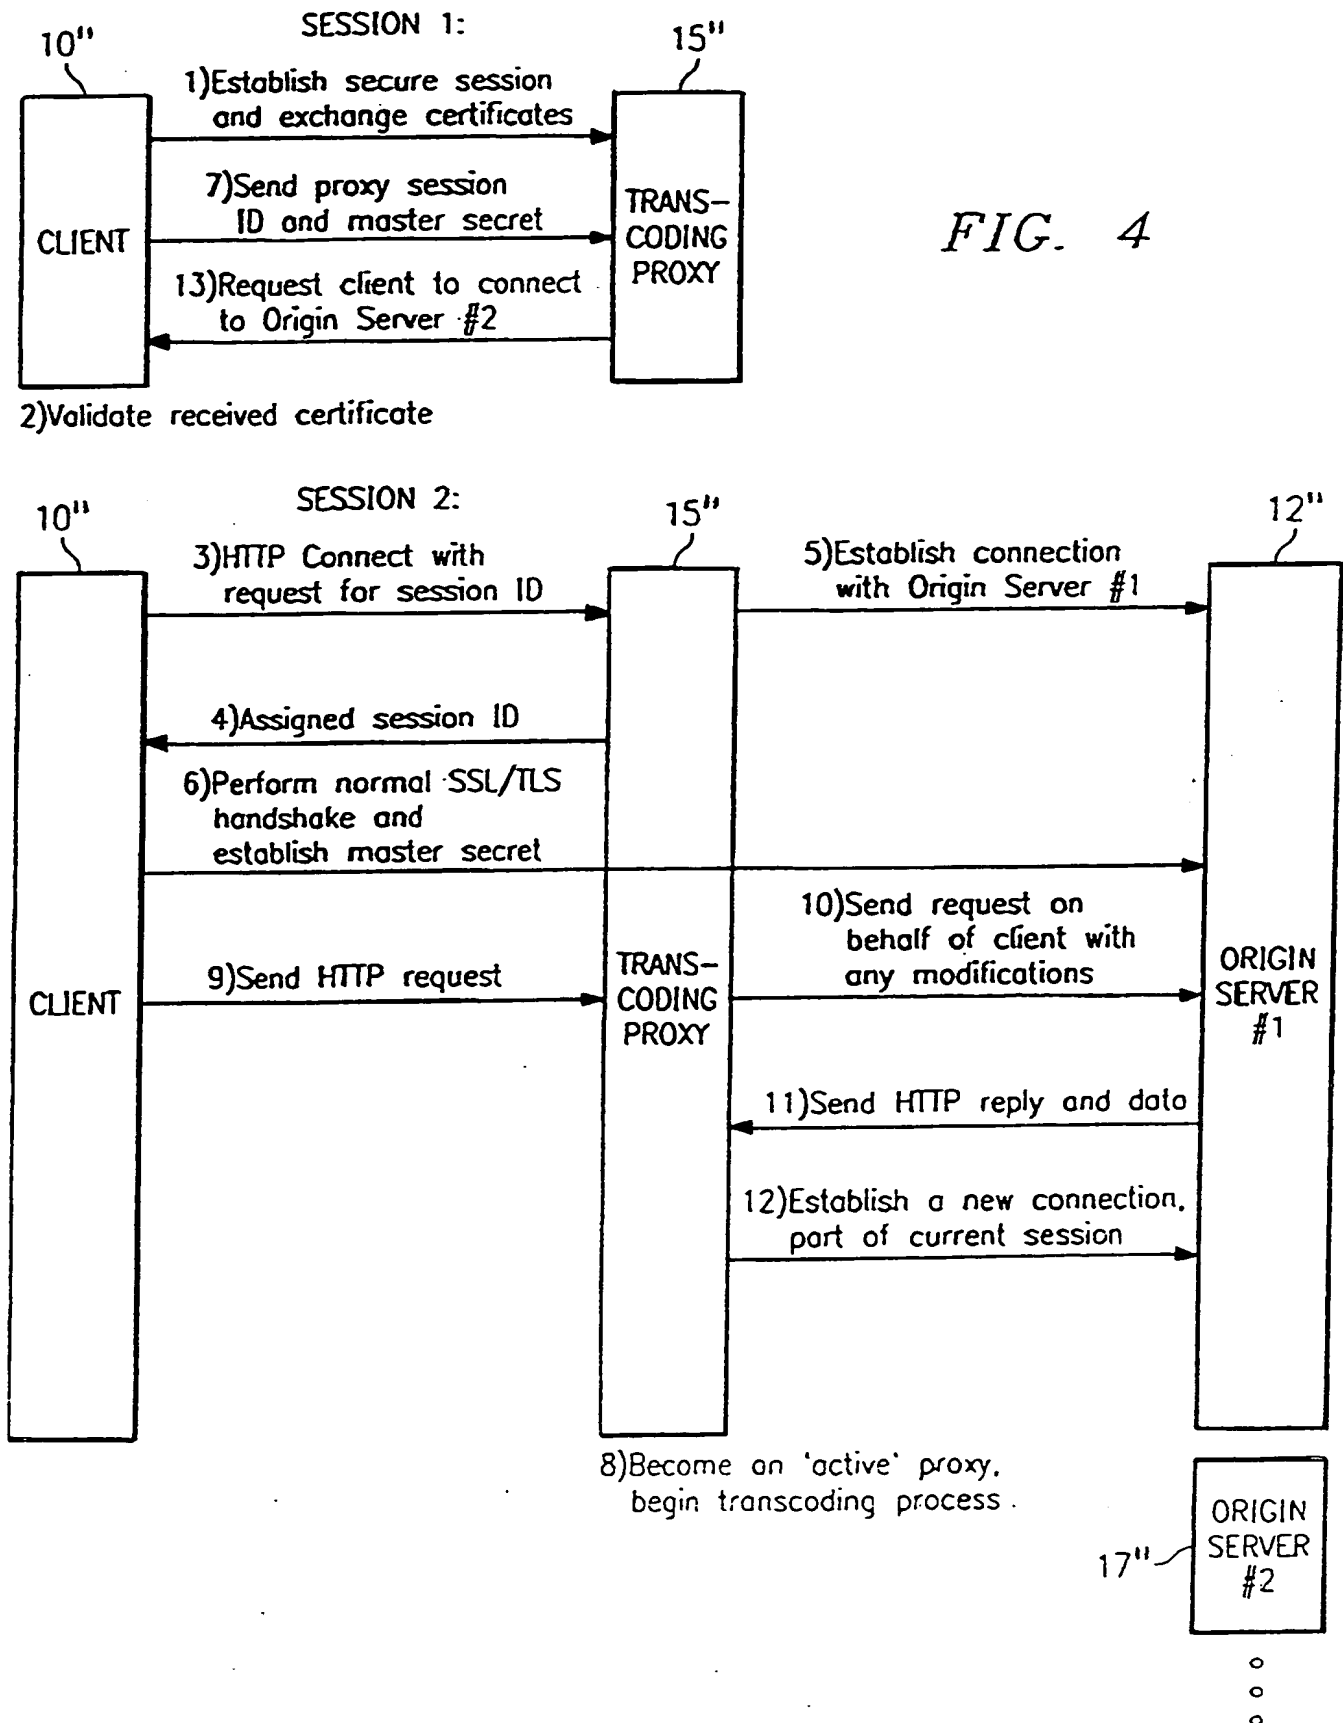 SESSION 1:
10"
15"
1)Establish secure session
and exchange certificates
7)Send proxy session
ID and master secret
13)Request client to connect
to Origin Server #2
CLIENT
TRANS-
CODING
PROXY
FIG. 4
2)Validate received certificate
SESSION 2:
10"
15"
12"
3)HTTP Connect with
request for session ID
5)Establish connection
with Origin Server #1
4)Assigned session ID
6)Perform normal SSL/TLS
handshake and
establish master secret
10)Send request on
behalf of client with
any modifications
9)Send HTTP request
CLIENT
TRANS-
CODING
PROXY
ORIGIN
SERVER
#1
11)Send HTTP reply and data
12)Establish a new connection,
part of current session
8)Become an 'active' proxy,
begin transcoding process
ORIGIN
SERVER
#2
17"